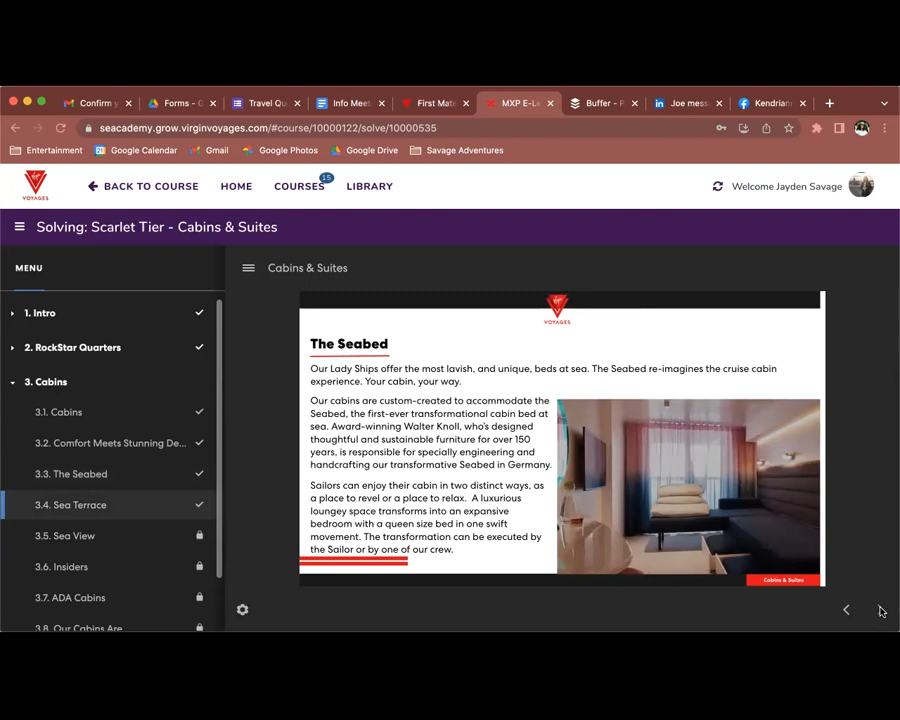 Confirm y
Forms - G
Travel Qu
Info Meet
First Mate
MXP E-Le
Buffer - P
Joe mess
Kendrian
seacademy.grow.virginvoyages.com/#course/10000122/solve/10000535
Entertainment
Google Calendar
Gmail
Google Photos
Google Drive
Savage Adventures
VOYAGES
BACK TO COURSE
HOME
COURSES
15
LIBRARY
Welcome Jayden Savage
Solving: Scarlet Tier - Cabins & Suites
MENU
1. Intro
2. RockStar Quarters
3. Cabins
3.1. Cabins
3.2. Comfort Meets Stunning De...
3.3. The Seabed
3.4. Sea Terrace
3.5. Sea View
3.6. Insiders
3.7. ADA Cabins
3.8. Our Cabins Are
Cabins & Suites
VOYAGES
The Seabed
Our Lady Ships offer the most lavish, and unique, beds at sea. The Seabed re-imagines the cruise cabin
experience. Your cabin, your way.
Our cabins are custom-created to accommodate the
Seabed, the first-ever transformational cabin bed at
sea. Award-winning Walter Knoll, who's designed
thoughtful and sustainable furniture for over 150
years, is responsible for specially engineering and
handcrafting our transformative Seabed in Germany.
Sailors can enjoy their cabin in two distinct ways, as
a place to revel or a place to relax. A luxurious
loungey space transforms into an expansive
bedroom with a queen size bed in one swift
movement. The transformation can be executed by
the Sailor or by one of our crew.
Cabins & Suites